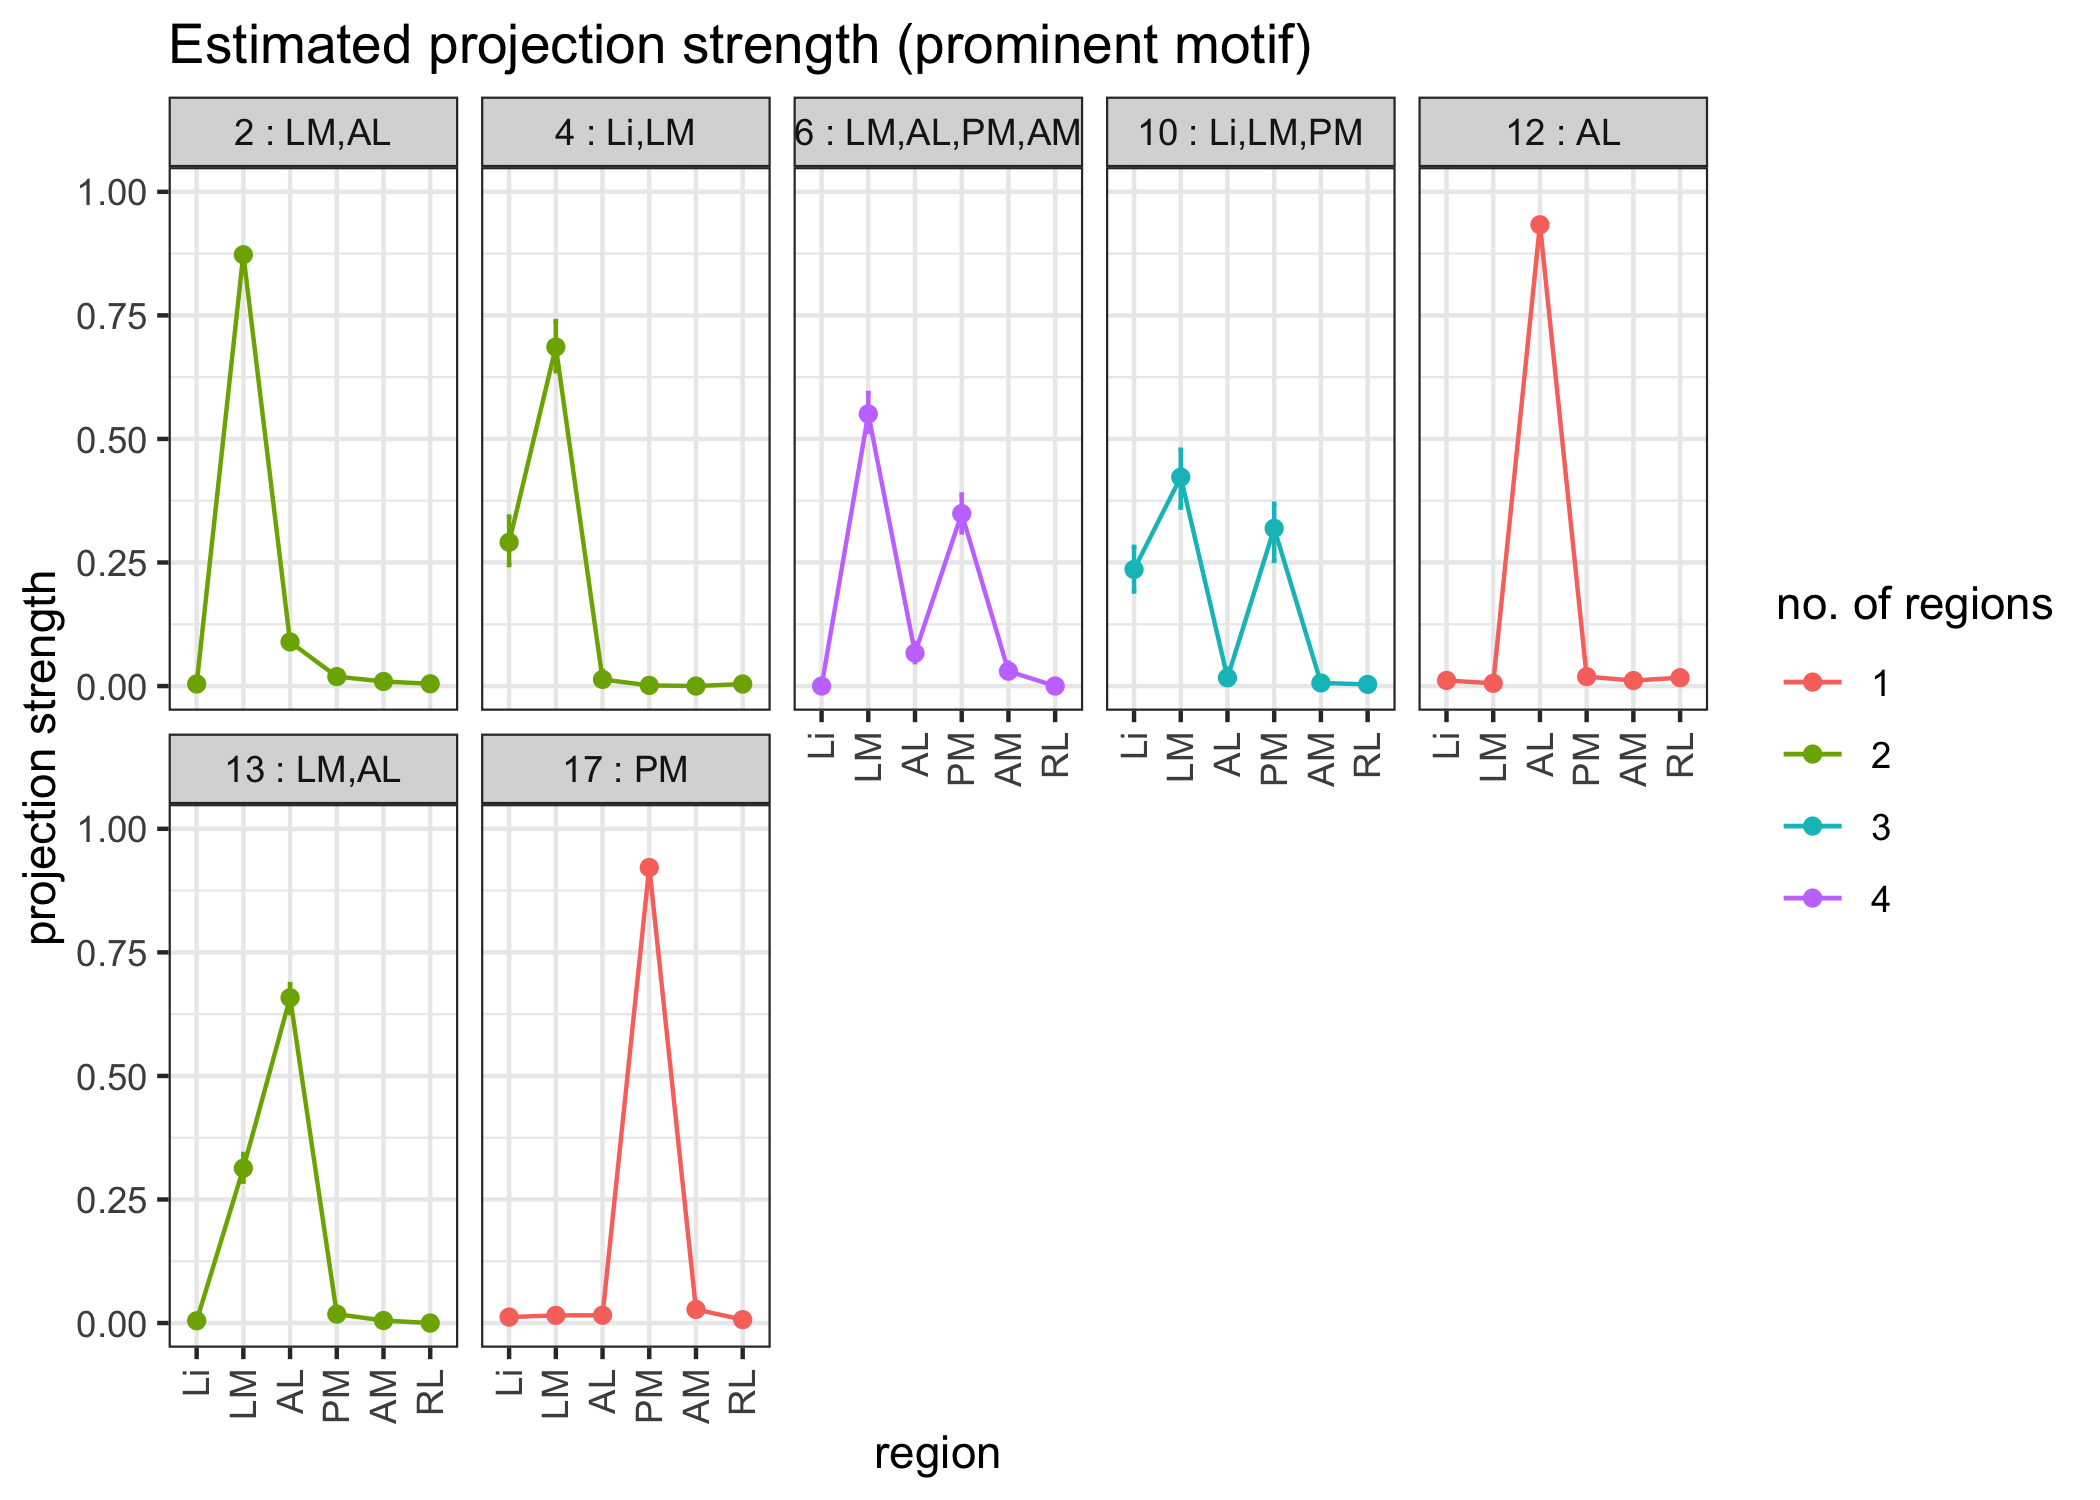 Estimated projection strength (prominent motif)
2 : LM,AL
4 : Li,LM
6 : LM,AL,PM,AM
10 : Li,LM,PM
12 : AL
1.00
0.75
0.50
0.25
0.00
Li
LM
AL
PM
AM
RL
Li
LM
AL
PM
AM
RL
Li
LM
AL
PM
AM
RL
13 : LM,AL
17 : PM
1.00
0.75
0.50
0.25
0.00
Li
LM
AL
PM
AM
RL
Li
LM
AL
PM
AM
RL
projection strength
region
no. of regions
1
2
3
4